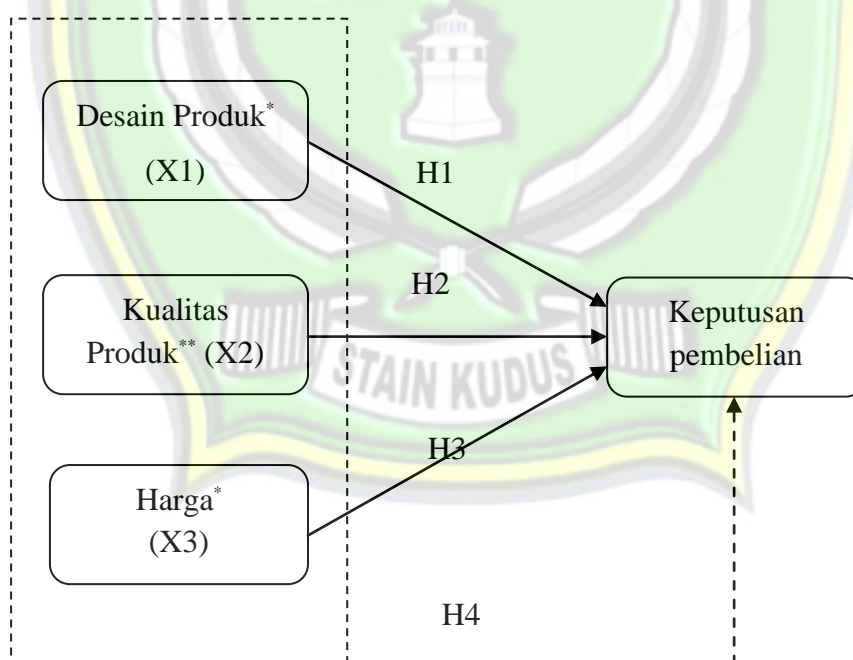 Desain Produk*
(X1)
H1
Kualitas
Produk** (X2)
H2
Keputusan
pembelian
STAIN KUDUS
H3
Harga*
(X3)
H4